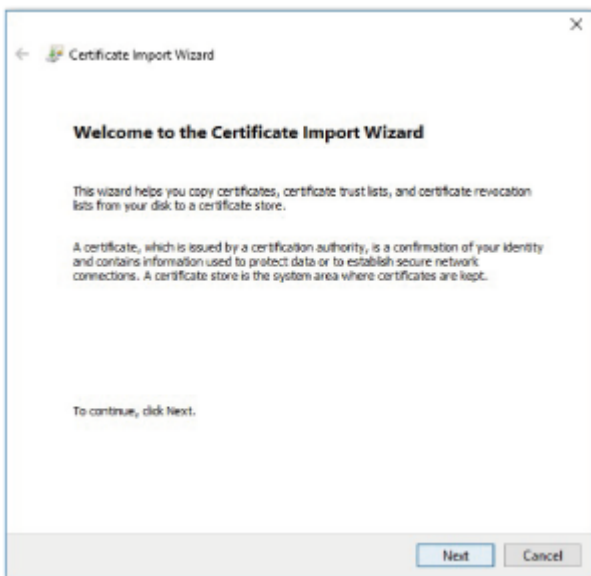 Certificate Import Wizard
Welcome to the Certificate Import Wizard
This wizard helps you copy certificates, certificate trust lists, and certificate revocation
lists from your disk to a certificate store.
A certificate, which is issued by a certification authority, is a confirmation of your identity
and contains information used to protect data or to establish secure network
connections. A certificate store is the system area where certificates are kept.
To continue, click Next.
Next
Cancel